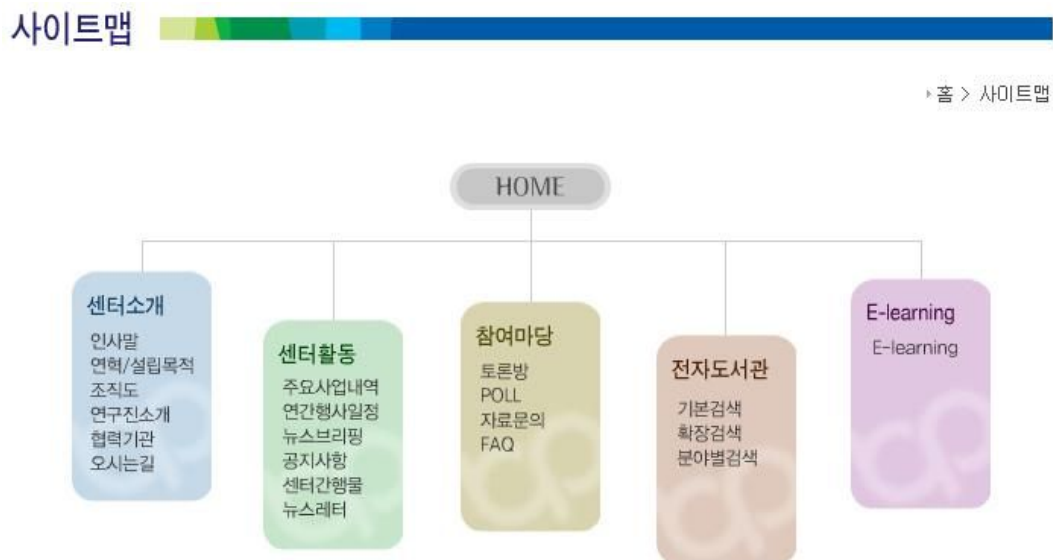 사이트맵
홈 > 사이트맵
HOME
센터소개
인사말
연혁/설립목적
조직도
연구진소개
협력기관
오시는길
센터활동
주요사업내역
연간행사일정
뉴스브리핑
공지사항
센터간행물
뉴스레터
참여마당
토론방
POLL
자료문의
FAQ
전자도서관
기본검색
확장검색
분야별검색
E-learning
E-learning